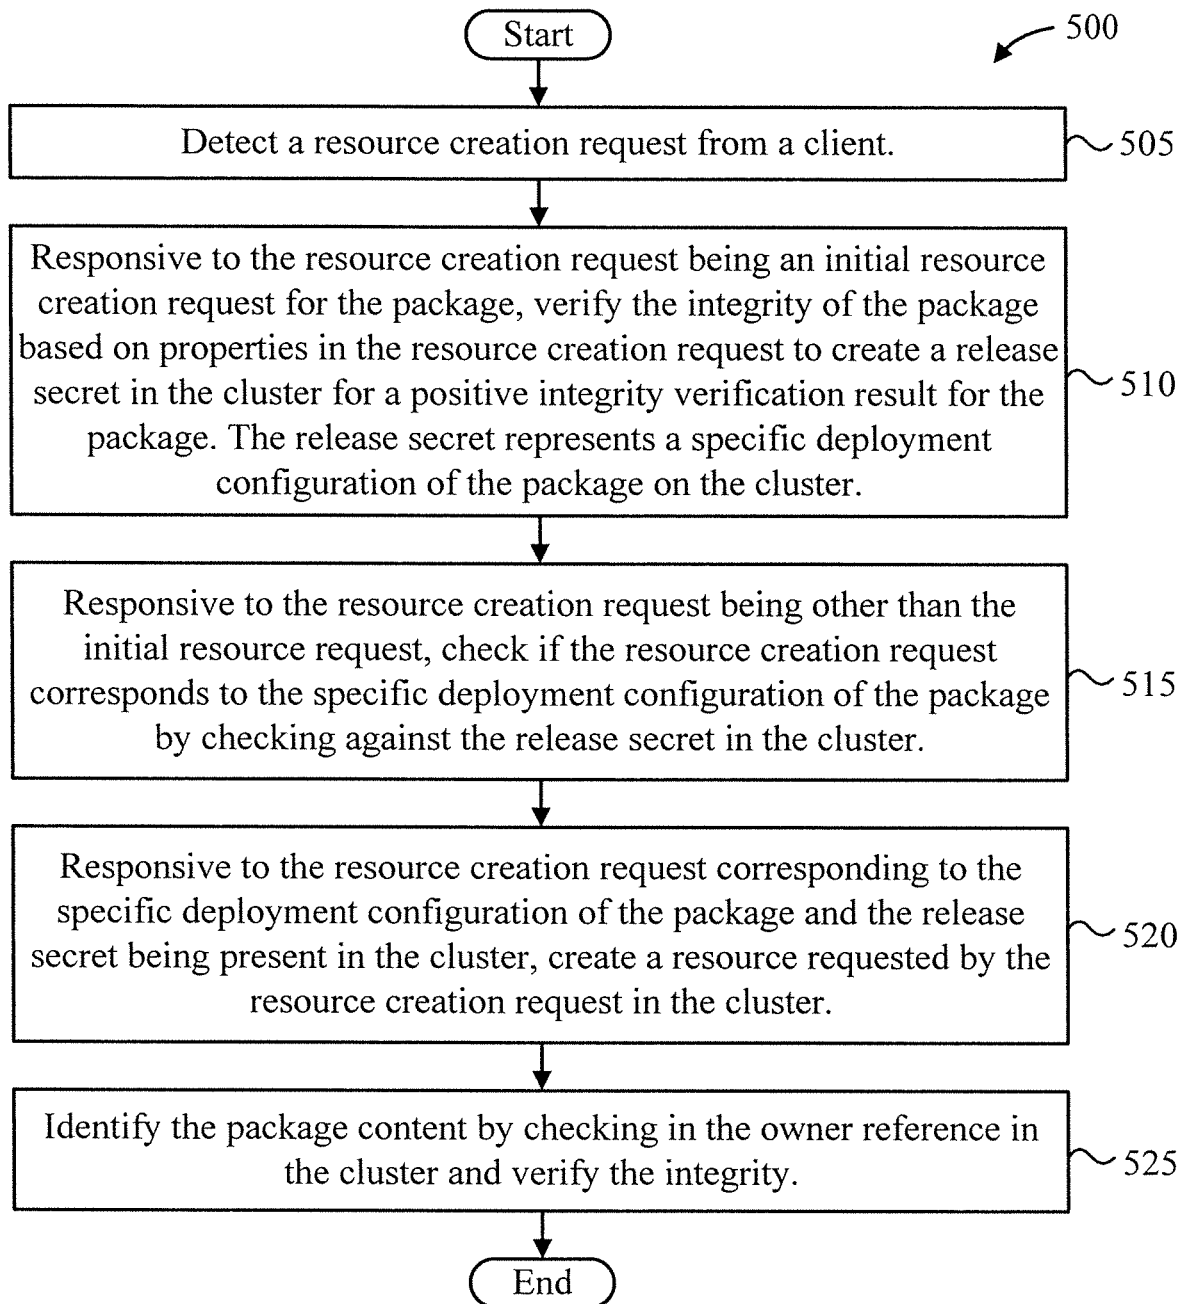 Start
500
Detect a resource creation request from a client.
505
Responsive to the resource creation request being an initial resource
creation request for the package, verify the integrity of the package
based on properties in the resource creation request to create a release
secret in the cluster for a positive integrity verification result for the
package. The release secret represents a specific deployment
configuration of the package on the cluster.
510
Responsive to the resource creation request being other than the
initial resource request, check if the resource creation request
corresponds to the specific deployment configuration of the package
by checking against the release secret in the cluster.
515
Responsive to the resource creation request corresponding to the
specific deployment configuration of the package and the release
secret being present in the cluster, create a resource requested by the
resource creation request in the cluster.
520
Identify the package content by checking in the owner reference in
the cluster and verify the integrity.
525
End